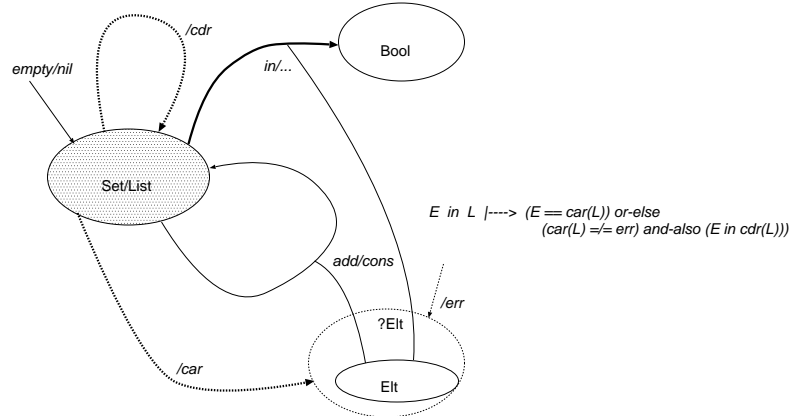 /cdr
Bool
empty/nil
in/...
Set/List
E in L |----> (E == car(L)) or-else
(car(L) =/= err) and-also (E in cdr(L)))
add/cons
/err
?Elt
/car
Elt